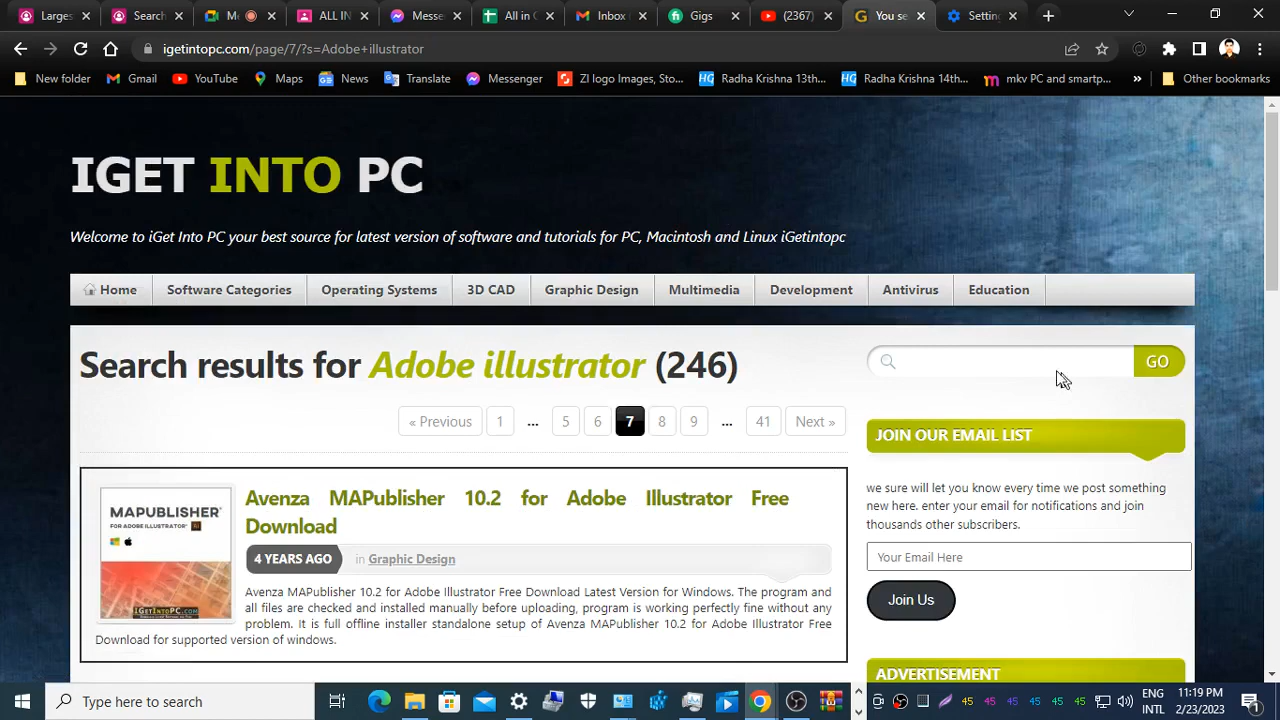 Larges
Search
M
ALL IN
Messe
All in C
Inbox
Gigs
(2367)
You se
Setting
igetintopc.com/page/7/?s=Adobe+illustrator
New folder
Gmail
YouTube
Maps
News
Translate
Messenger
ZI logo Images, Sto...
Radha Krishna 13th...
Radha Krishna 14th...
mkv PC and smartp...
»
Other bookmarks
IGET INTO PC
Welcome to iGet Into PC your best source for latest version of software and tutorials for PC, Macintosh and Linux iGetintopc
Home
Software Categories
Operating Systems
3D CAD
Graphic Design
Multimedia
Development
Antivirus
Education
Search results for Adobe illustrator (246)
GO
« Previous 1 ... 5 6 7 8 9 ... 41 Next »
JOIN OUR EMAIL LIST
we sure will let you know every time we post something
new here. enter your email for notifications and join
thousands other subscribers.
Your Email Here
Join Us
ADVERTISEMENT
MAPUBLISHER'
FOR ADOBE ILLUSTRATOR Ai
IGETINTOPC.COM
Avenza MAPublisher 10.2 for Adobe Illustrator Free
Download
4 YEARS AGO in Graphic Design
Avenza MAPublisher 10.2 for Adobe Illustrator Free Download Latest Version for Windows. The program and
all files are checked and installed manually before uploading, program is working perfectly fine without any
problem. It is full offline installer standalone setup of Avenza MAPublisher 10.2 for Adobe Illustrator Free
Download for supported version of windows.
Type here to search
45 45 45 45 45
ENG
INTL
11:19 PM
2/23/2023
1